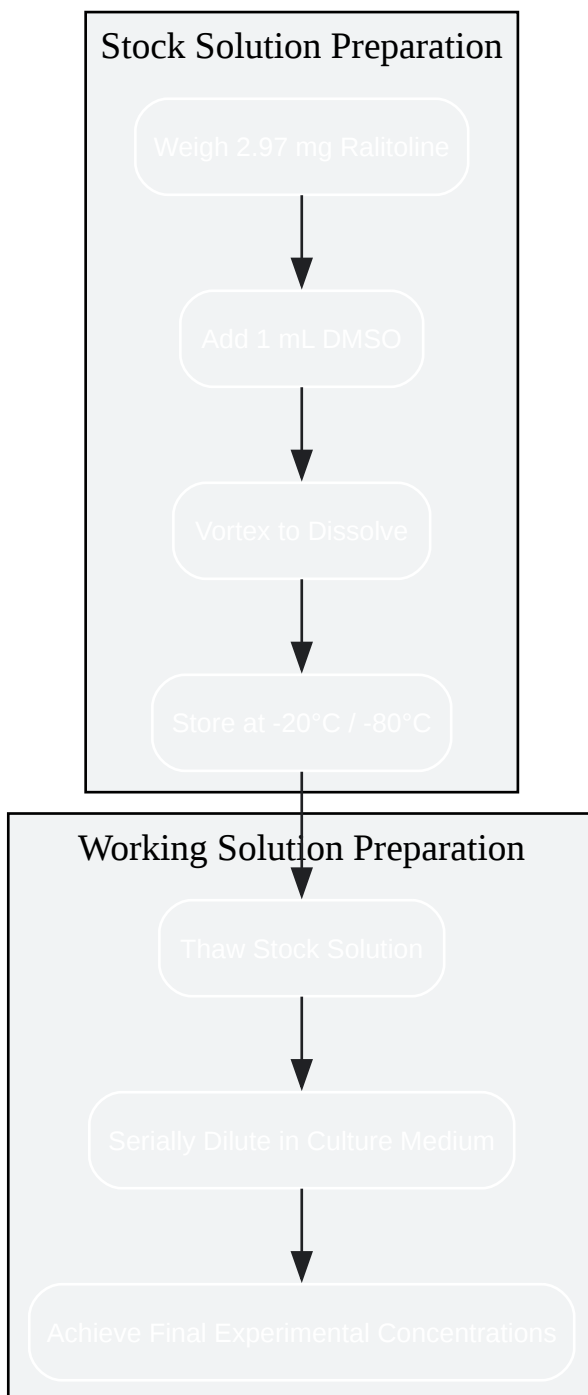 Stock Solution Preparation
Weigh 2.97 mg Ralitoline
Add 1 mL DMSO
Vortex to Dissolve
Store at -20°C / -80°C
Working Solution Preparation
Thaw Stock Solution
Serially Dilute in Culture Medium
Achieve Final Experimental Concentrations